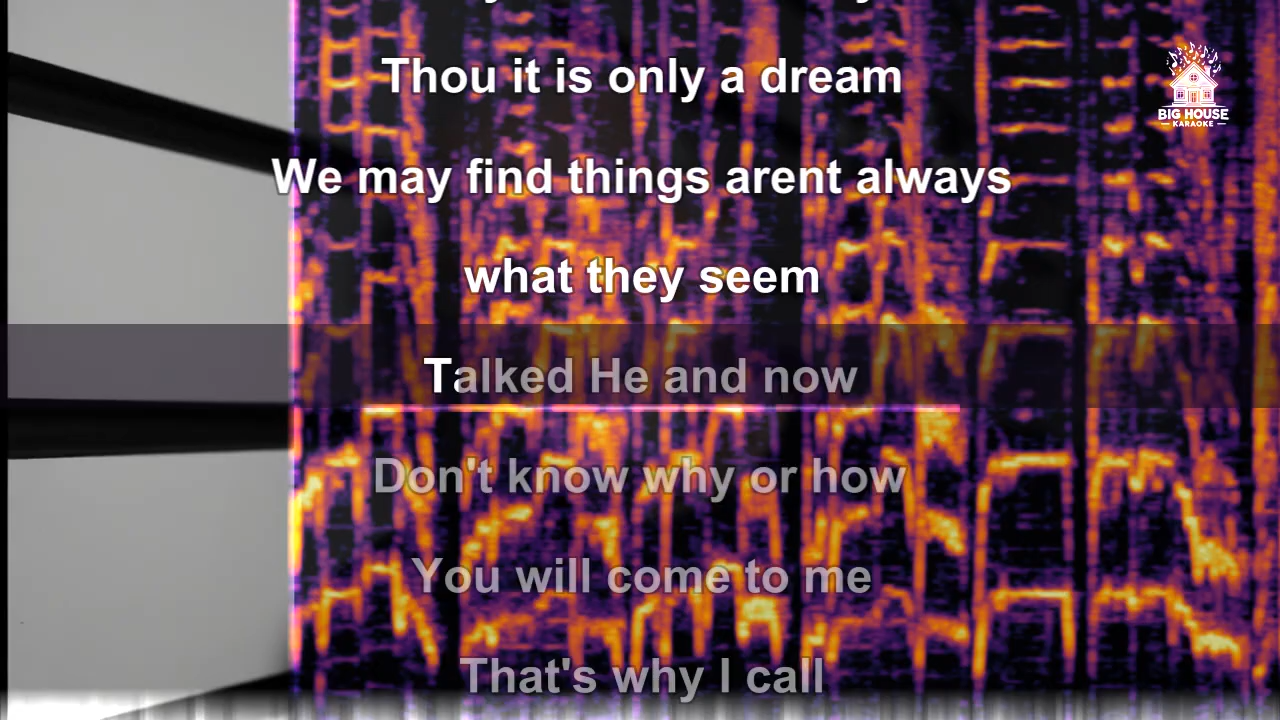 Thou it is only a dream
We may find things arent always
what they seem
Talked He and now
Don't know why or how
You will come to me
That's why I call
BIG HOUSE
KARAOKE